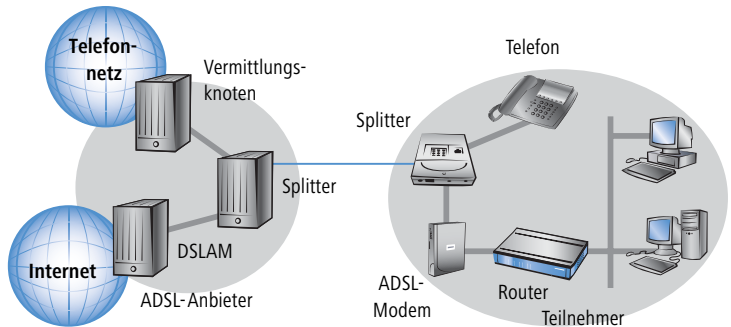 Telefon-
netz
Vermittlungs-
knoten
Splitter
DSLAM
Internet
ADSL-Anbieter
Telefon
Splitter
ADSL-
Modem
Router
Teilnehmer